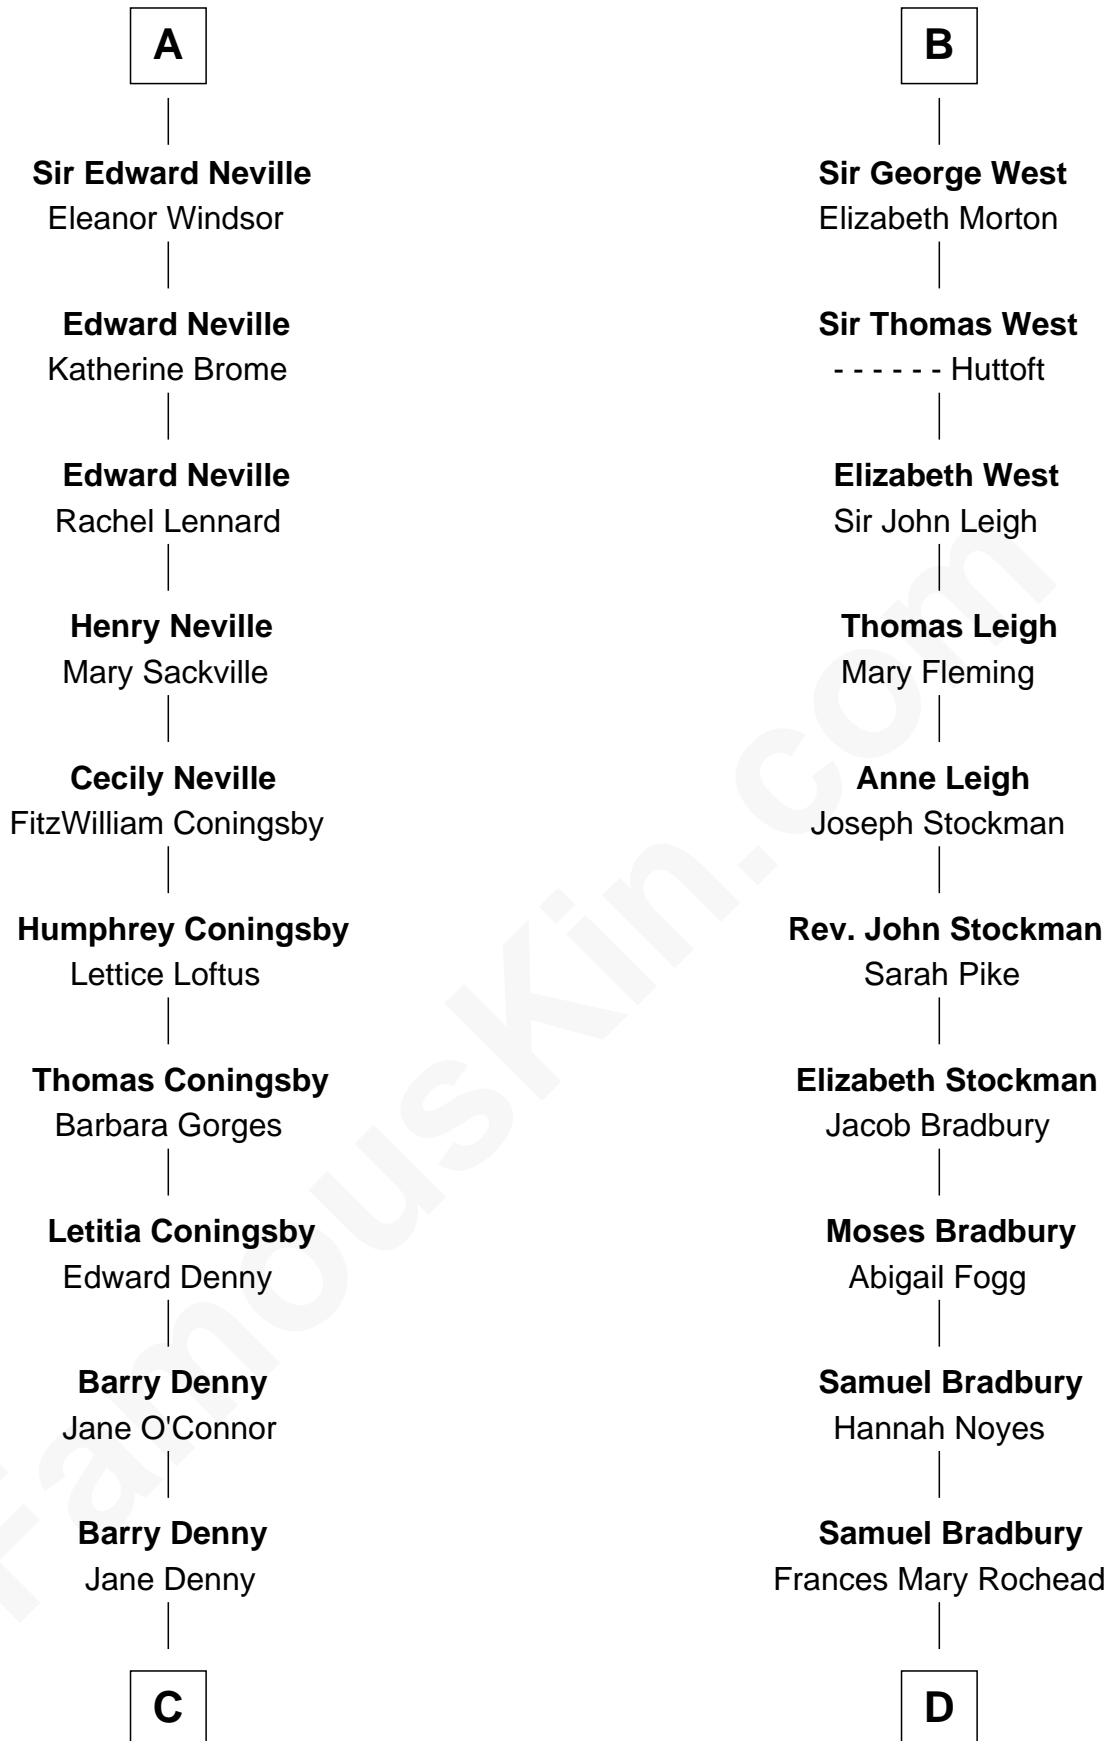 A
Sir Edward Neville
Eleanor Windsor
Edward Neville
Katherine Brome
Edward Neville
Rachel Lennard
Henry Neville
Mary Sackville
Cecily Neville
FitzWilliam Coningsby
Humphrey Coningsby
Lettice Loftus
Thomas Coningsby
Barbara Gorges
Letitia Coningsby
Edward Denny
Barry Denny
Jane O'Connor
Barry Denny
Jane Denny
C
B
Sir George West
Elizabeth Morton
Sir Thomas West
- - - - - - Huttoft
Elizabeth West
Sir John Leigh
Thomas Leigh
Mary Fleming
Anne Leigh
Joseph Stockman
Rev. John Stockman
Sarah Pike
Elizabeth Stockman
Jacob Bradbury
Moses Bradbury
Abigail Fogg
Samuel Bradbury
Hannah Noyes
Samuel Bradbury
Frances Mary Rochead
D
FamousKin.com